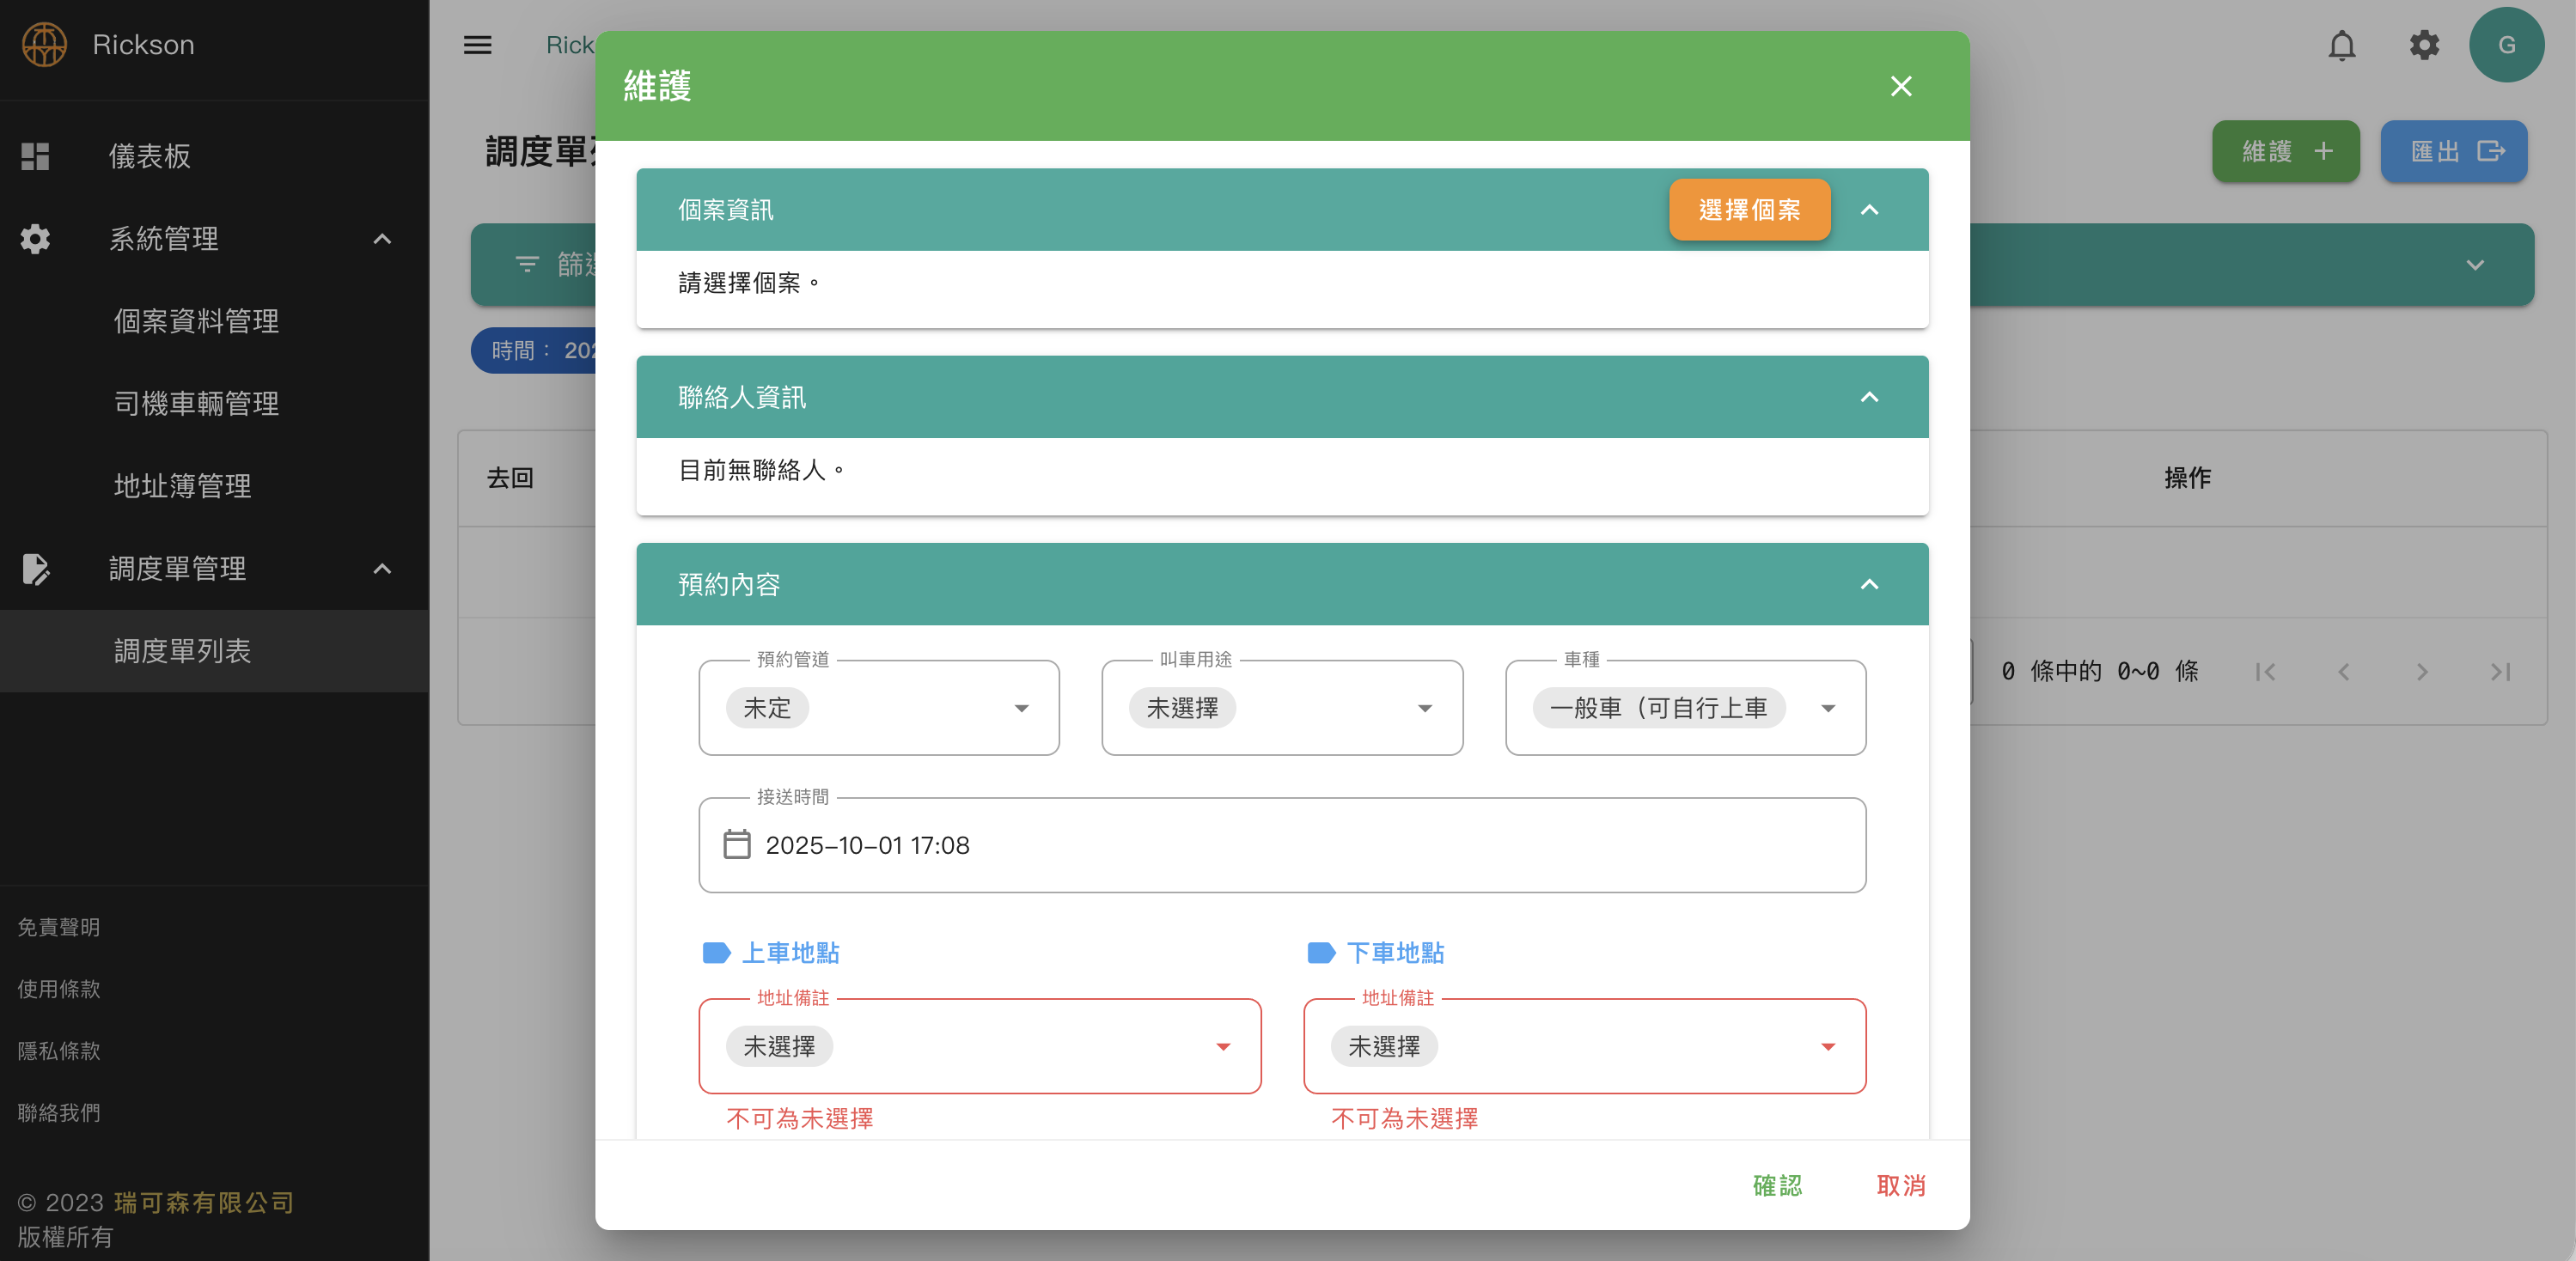 Rickson
儀表板
系統管理
個案資料管理
司機車輛管理
地址簿管理
調度單管理
調度單列表
免責聲明
使用條款
隱私條款
聯絡我們
© 2023 瑞可森有限公司
版權所有
Rick
G
調度單
維護
匯出
篩
時間： 202
去回
操作
0 條中的 0~0 條
維護
個案資訊
選擇個案
請選擇個案。
聯絡人資訊
目前無聯絡人。
預約內容
預約管道
未定
叫車用途
未選擇
車種
一般車（可自行上車
接送時間
2025-10-01 17:08
上車地點
下車地點
地址備註
未選擇
不可為未選擇
地址備註
未選擇
不可為未選擇
確認
取消